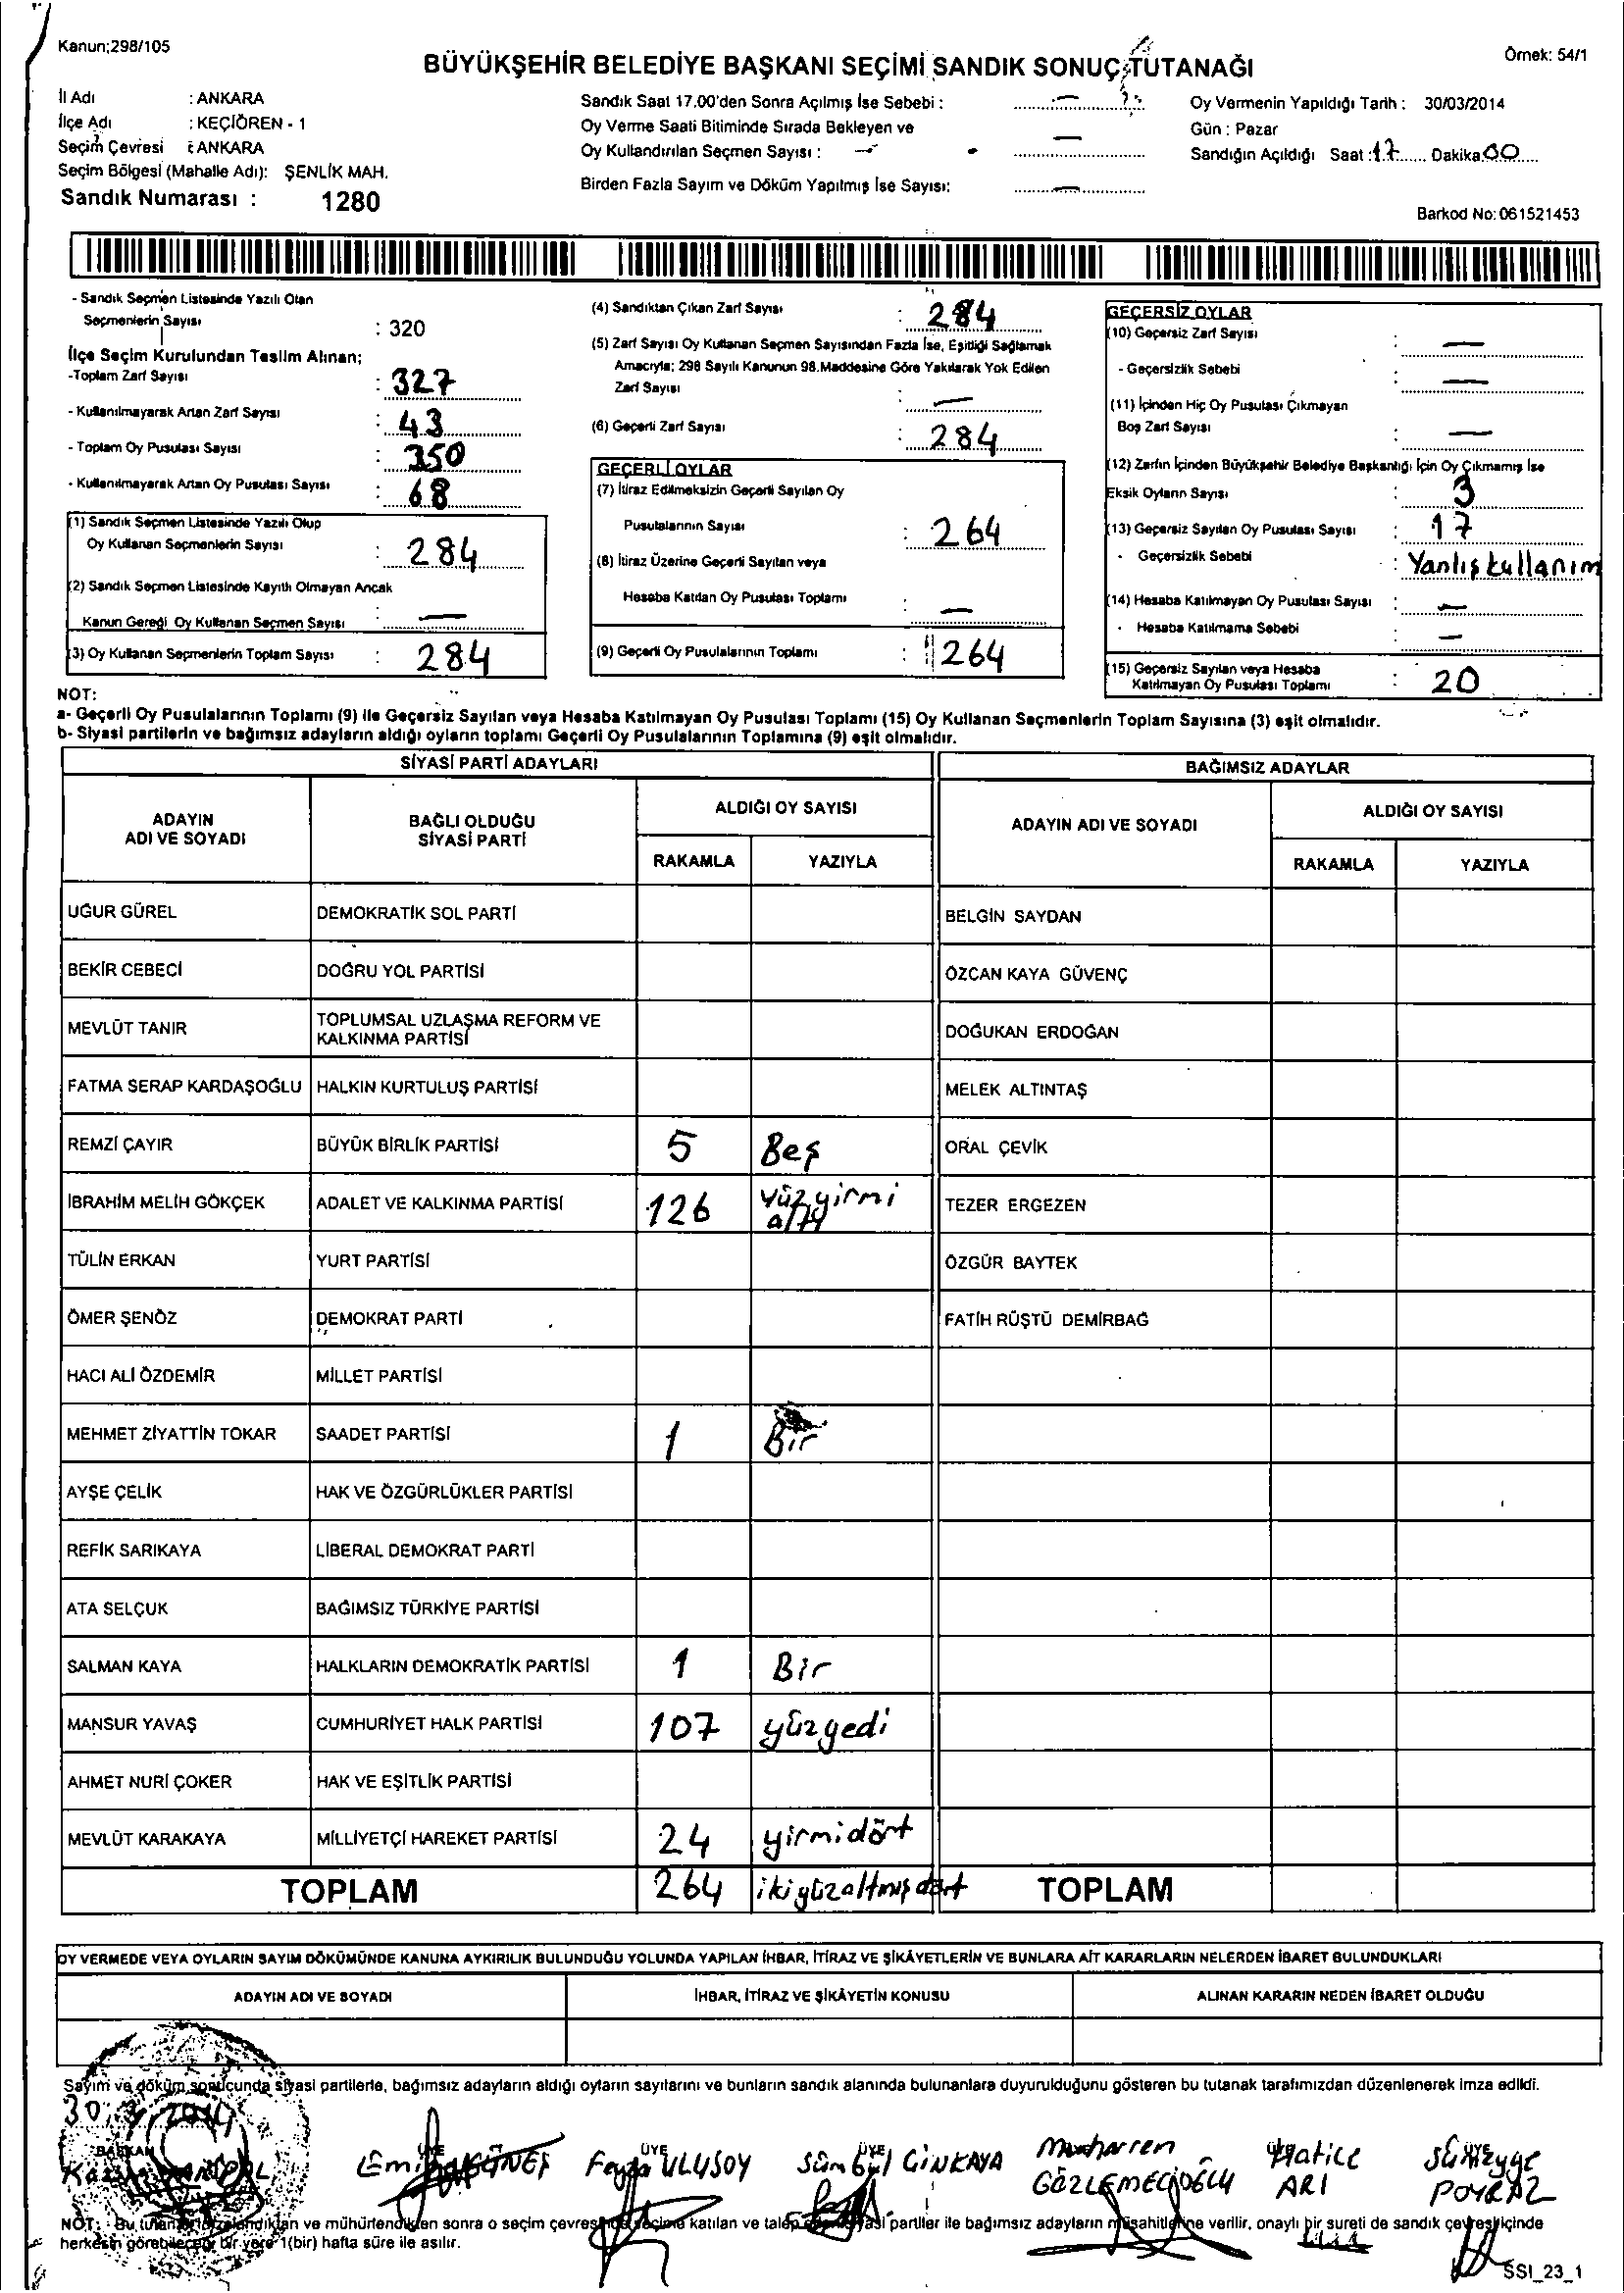 Kanun;298/105
Örnek: 54/1
BÜYÜKŞEHİR BELEDİYE BAŞKANI SEÇİMİ SANDIK SONUÇ TUTANAĞI
İl Adı : ANKARA
İlçe Adı : KEÇİÖREN - 1
Seçim Çevresi : ANKARA
Seçim Bölgesi (Mahalle Adı): ŞENLİK MAH.
Sandık Numarası : 1280
Sandık Saat 17.00'den Sonra Açılmış İse Sebebi : —
Oy Verme Saati Bitiminde Sırada Bekleyen ve
Oy Kullandırılan Seçmen Sayısı : —
Birden Fazla Sayım ve Döküm Yapılmış İse Sayısı: —
Oy Vermenin Yapıldığı Tarih : 30/03/2014
Gün : Pazar
Sandığın Açıldığı Saat : 17 Dakika: 00
Barkod No: 061521453
- Sandık Seçmen Listesinde Yazılı Olan
Seçmenlerin Sayısı : 320
İlçe Seçim Kurulundan Teslim Alınan;
-Toplam Zarf Sayısı : 327
- Kullanılmayarak Artan Zarf Sayısı : 43
- Toplam Oy Pusulası Sayısı : 350
- Kullanılmayarak Artan Oy Pusulası Sayısı : 68
(1) Sandık Seçmen Listesinde Yazılı Olup
Oy Kullanan Seçmenlerin Sayısı : 284
(2) Sandık Seçmen Listesinde Kayıtlı Olmayan Ancak
Kanun Gereği Oy Kullanan Seçmen Sayısı : —
(3) Oy Kullanan Seçmenlerin Toplam Sayısı : 284
(4) Sandıktan Çıkan Zarf Sayısı : 284
(5) Zarf Sayısı Oy Kullanan Seçmen Sayısından Fazla İse, Eşitliği Sağlamak
Amacıyla; 298 Sayılı Kanunun 98.Maddesine Göre Yakılarak Yok Edilen
Zarf Sayısı : —
(6) Geçerli Zarf Sayısı : 284
GEÇERLİ OYLAR
(7) İtiraz Edilmeksizin Geçerli Sayılan Oy
Pusulalarının Sayısı : 264
(8) İtiraz Üzerine Geçerli Sayılan veya
Hesaba Katılan Oy Pusulası Toplamı : —
(9) Geçerli Oy Pusulalarının Toplamı : 264
GEÇERSİZ OYLAR
(10) Geçersiz Zarf Sayısı : —
- Geçersizlik Sebebi : —
(11) İçinden Hiç Oy Pusulası Çıkmayan
Boş Zarf Sayısı : —
(12) Zarfın İçinden Büyükşehir Belediye Başkanlığı İçin Oy Çıkmamış İse
Eksik Oyların Sayısı : 3
(13) Geçersiz Sayılan Oy Pusulası Sayısı : 17
- Geçersizlik Sebebi : Yanlış kullanım
(14) Hesaba Katılmayan Oy Pusulası Sayısı : —
- Hesaba Katılmama Sebebi : —
(15) Geçersiz Sayılan veya Hesaba
Katılmayan Oy Pusulası Toplamı : 20
NOT:
a- Geçerli Oy Pusulalarının Toplamı (9) ile Geçersiz Sayılan veya Hesaba Katılmayan Oy Pusulası Toplamı (15) Oy Kullanan Seçmenlerin Toplam Sayısına (3) eşit olmalıdır.
b- Siyasi partilerin ve bağımsız adayların aldığı oyların toplamı Geçerli Oy Pusulalarının Toplamına (9) eşit olmalıdır.
SİYASİ PARTİ ADAYLARI
BAĞIMSIZ ADAYLAR
ADAYIN ADI VE SOYADI
BAĞLI OLDUĞU SİYASİ PARTİ
ALDIĞI OY SAYISI
RAKAMLA YAZIYLA
ADAYIN ADI VE SOYADI
ALDIĞI OY SAYISI
RAKAMLA YAZIYLA
UĞUR GÜREL DEMOKRATİK SOL PARTİ BELGİN SAYDAN
BEKİR CEBECİ DOĞRU YOL PARTİSİ ÖZCAN KAYA GÜVENÇ
MEVLÜT TANIR TOPLUMSAL UZLAŞMA REFORM VE KALKINMA PARTİSİ DOĞUKAN ERDOĞAN
FATMA SERAP KARDAŞOĞLU HALKIN KURTULUŞ PARTİSİ MELEK ALTINTAŞ
REMZİ ÇAYIR BÜYÜK BİRLİK PARTİSİ 5 Beş ORAL ÇEVİK
İBRAHİM MELİH GÖKÇEK ADALET VE KALKINMA PARTİSİ 126 yüzyirmi altı TEZER ERGEZEN
TÜLİN ERKAN YURT PARTİSİ ÖZGÜR BAYTEK
ÖMER ŞENÖZ DEMOKRAT PARTİ FATİH RÜŞTÜ DEMİRBAĞ
HACI ALİ ÖZDEMİR MİLLET PARTİSİ
MEHMET ZİYATTİN TOKAR SAADET PARTİSİ 1 Bir
AYŞE ÇELİK HAK VE ÖZGÜRLÜKLER PARTİSİ
REFİK SARIKAYA LİBERAL DEMOKRAT PARTİ
ATA SELÇUK BAĞIMSIZ TÜRKİYE PARTİSİ
SALMAN KAYA HALKLARIN DEMOKRATİK PARTİSİ 1 Bir
MANSUR YAVAŞ CUMHURİYET HALK PARTİSİ 107 yüzyedi
AHMET NURİ ÇOKER HAK VE EŞİTLİK PARTİSİ
MEVLÜT KARAKAYA MİLLİYETÇİ HAREKET PARTİSİ 24 yirmidört
TOPLAM 264 ikiyüzaltmışdört TOPLAM
OY VERMEDE VEYA OYLARIN SAYIM DÖKÜMÜNDE KANUNA AYKIRILIK BULUNDUĞU YOLUNDA YAPILAN İHBAR, İTİRAZ VE ŞİKÂYETLERİN VE BUNLARA AİT KARARLARIN NELERDEN İBARET BULUNDUKLARI
ADAYIN ADI VE SOYADI İHBAR, İTİRAZ VE ŞİKÂYETİN KONUSU ALINAN KARARIN NEDEN İBARET OLDUĞU
Sayım ve döküm sonucunda siyasi partilerle, bağımsız adayların aldığı oyların sayılarını ve bunların sandık alanında bulunanlara duyurulduğunu gösteren bu tutanak tarafımızdan düzenlenerek imza edildi.
30.3.2014
BAŞKAN ÜYE ÜYE ÜYE ÜYE ÜYE
GÜNEŞ Feyza ULUSOY Sümbül GİNKAYA Muharrem GÖZLEMECİOĞLU Hatice ARI Sümeyye POYRAZ
NOT: Bu tutanak ve mühürlendikten sonra o seçim çevresinde seçime katılan ve talep eden siyasi partiler ile bağımsız adayların müşahitlerine verilir, onaylı bir sureti de sandık çevresi içinde
herkesin görebileceği bir yere 1(bir) hafta süre ile asılır.
SSI_23_1